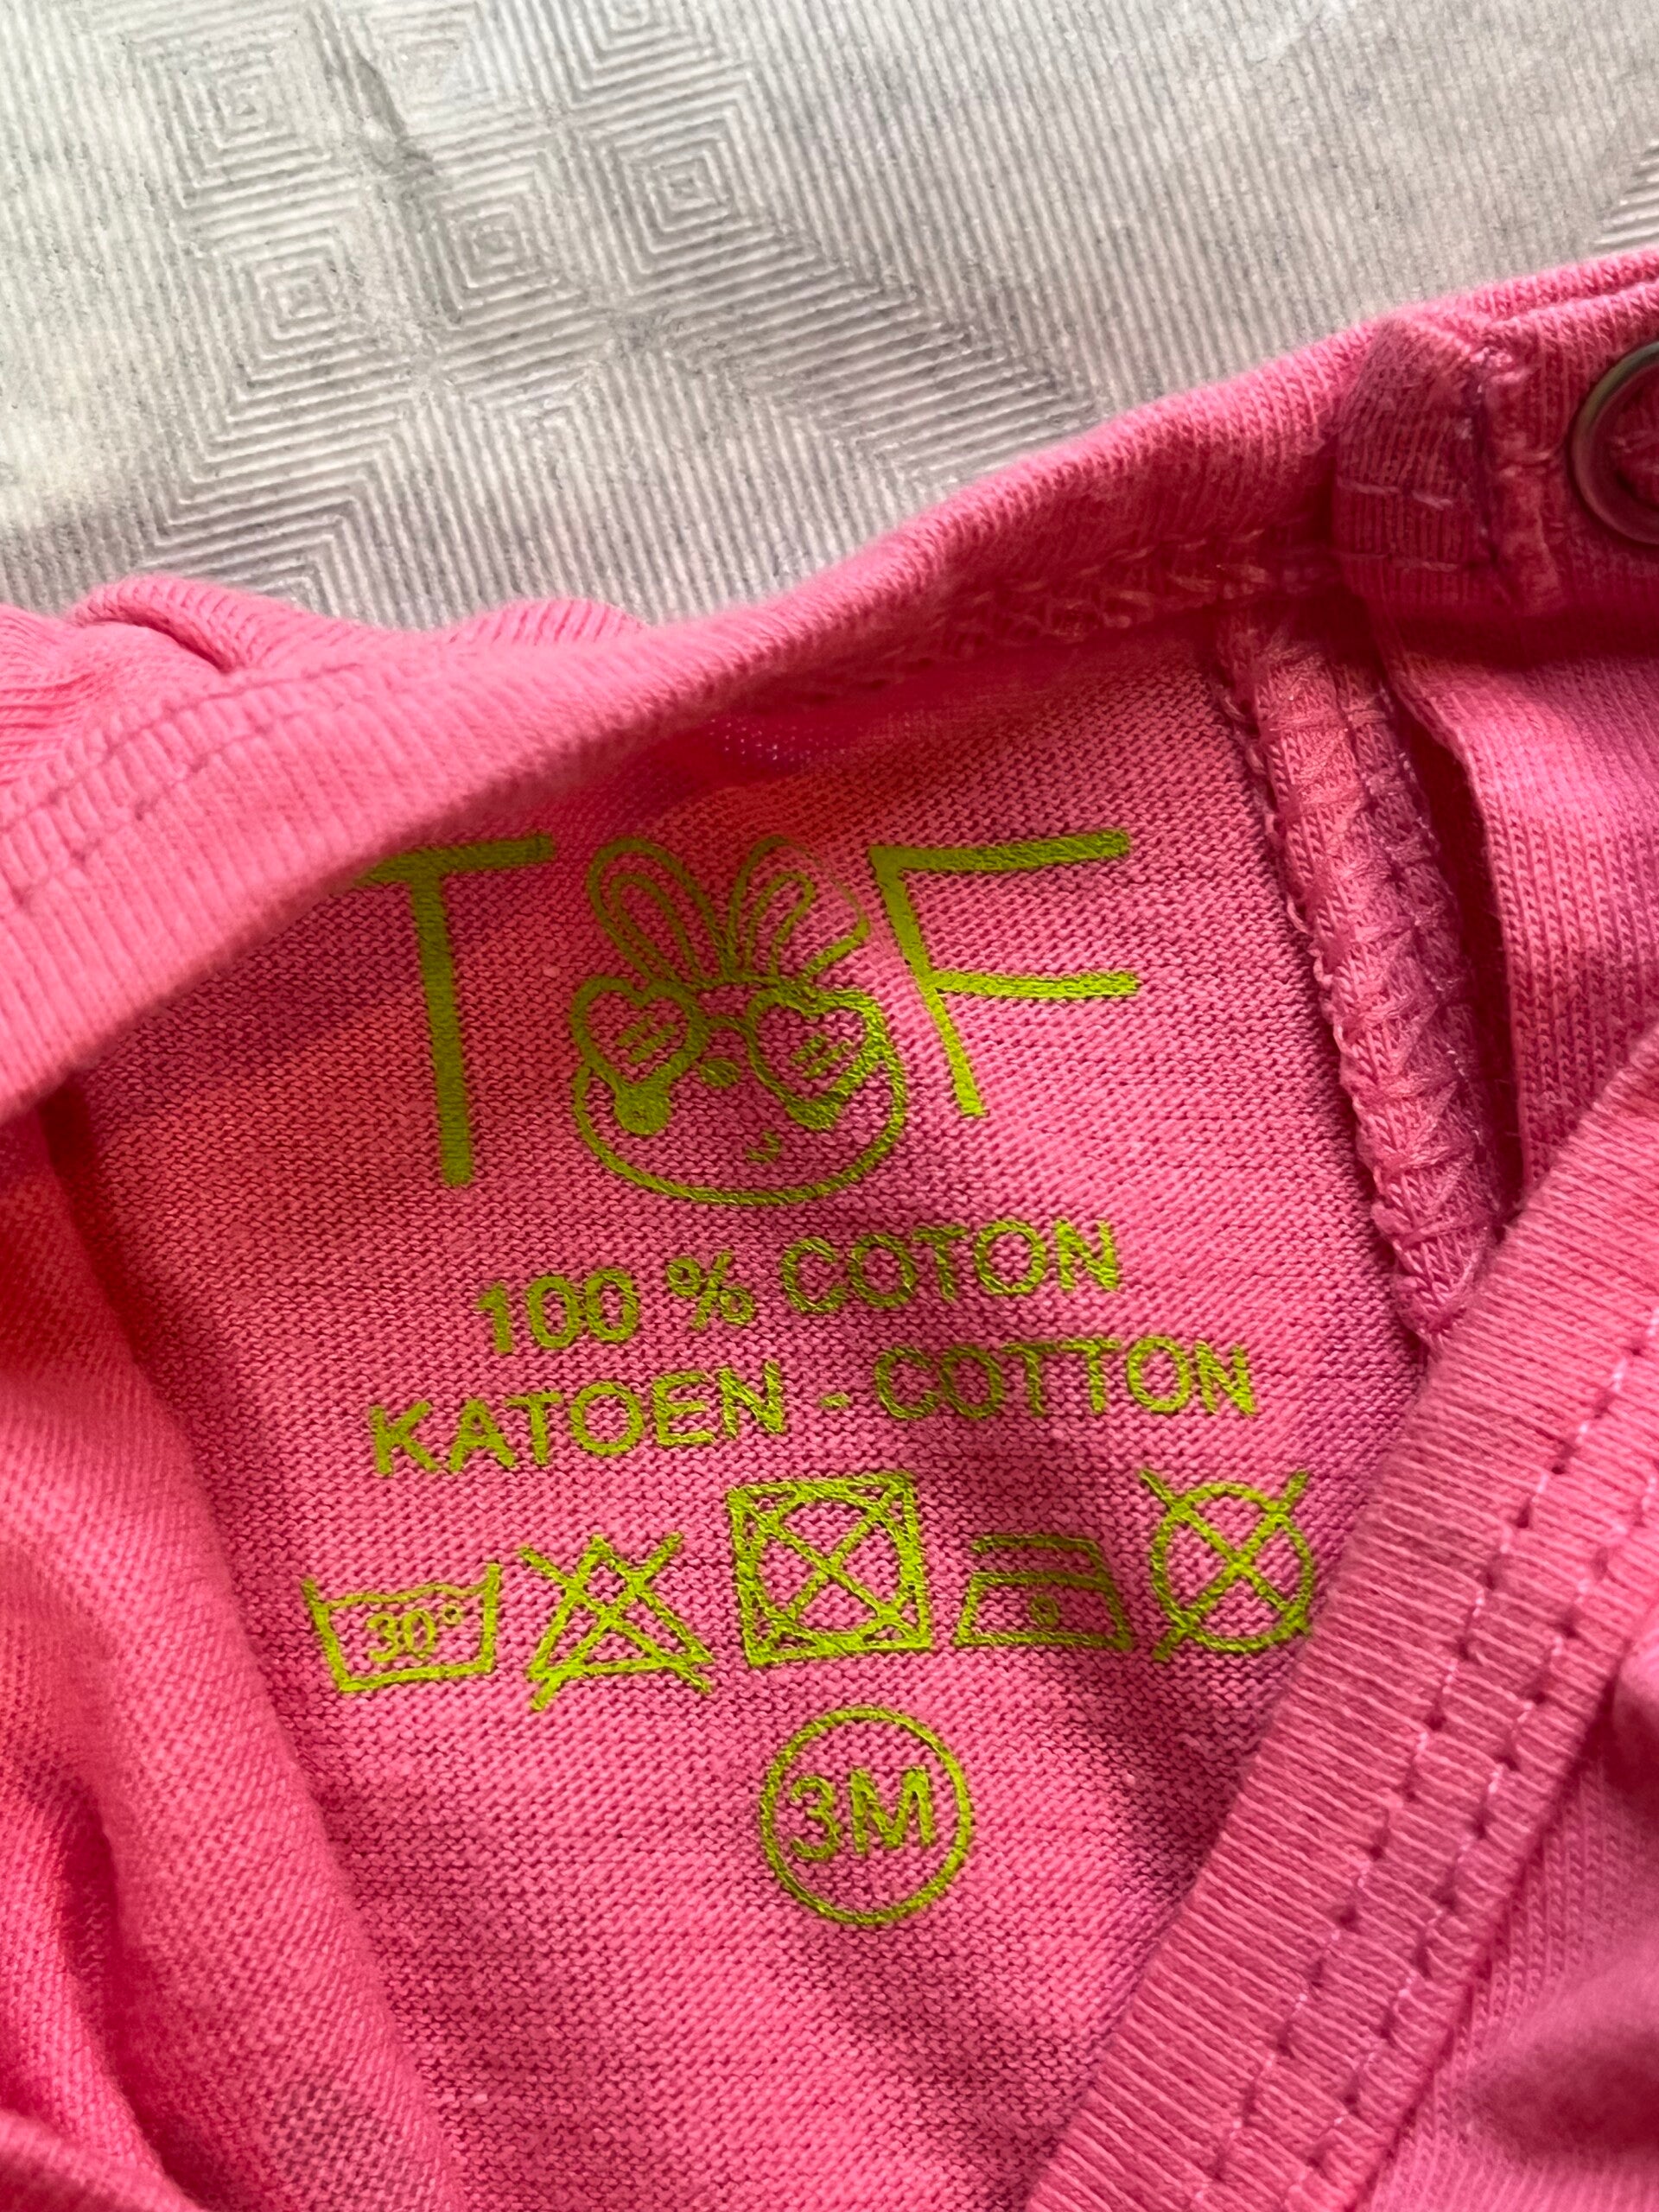 T F
100 % COTON
KATOEN - COTTON
30°
3M